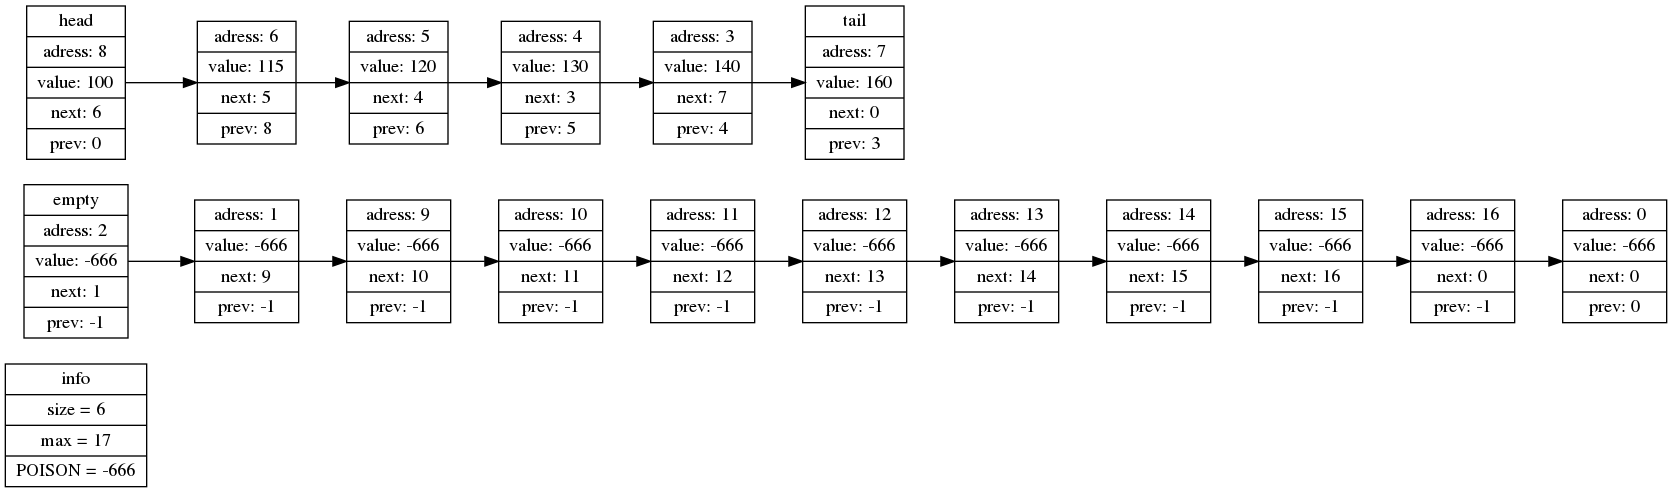 head
adress: 8
value: 100
next: 6
prev: 0
adress: 6
value: 115
next: 5
prev: 8
adress: 5
value: 120
next: 4
prev: 6
adress: 4
value: 130
next: 3
prev: 5
adress: 3
value: 140
next: 7
prev: 4
tail
adress: 7
value: 160
next: 0
prev: 3
empty
adress: 2
value: -666
next: 1
prev: -1
adress: 1
value: -666
next: 9
prev: -1
adress: 9
value: -666
next: 10
prev: -1
adress: 10
value: -666
next: 11
prev: -1
adress: 11
value: -666
next: 12
prev: -1
adress: 12
value: -666
next: 13
prev: -1
adress: 13
value: -666
next: 14
prev: -1
adress: 14
value: -666
next: 15
prev: -1
adress: 15
value: -666
next: 16
prev: -1
adress: 16
value: -666
next: 0
prev: -1
adress: 0
value: -666
next: 0
prev: 0
info
size = 6
max = 17
POISON = -666